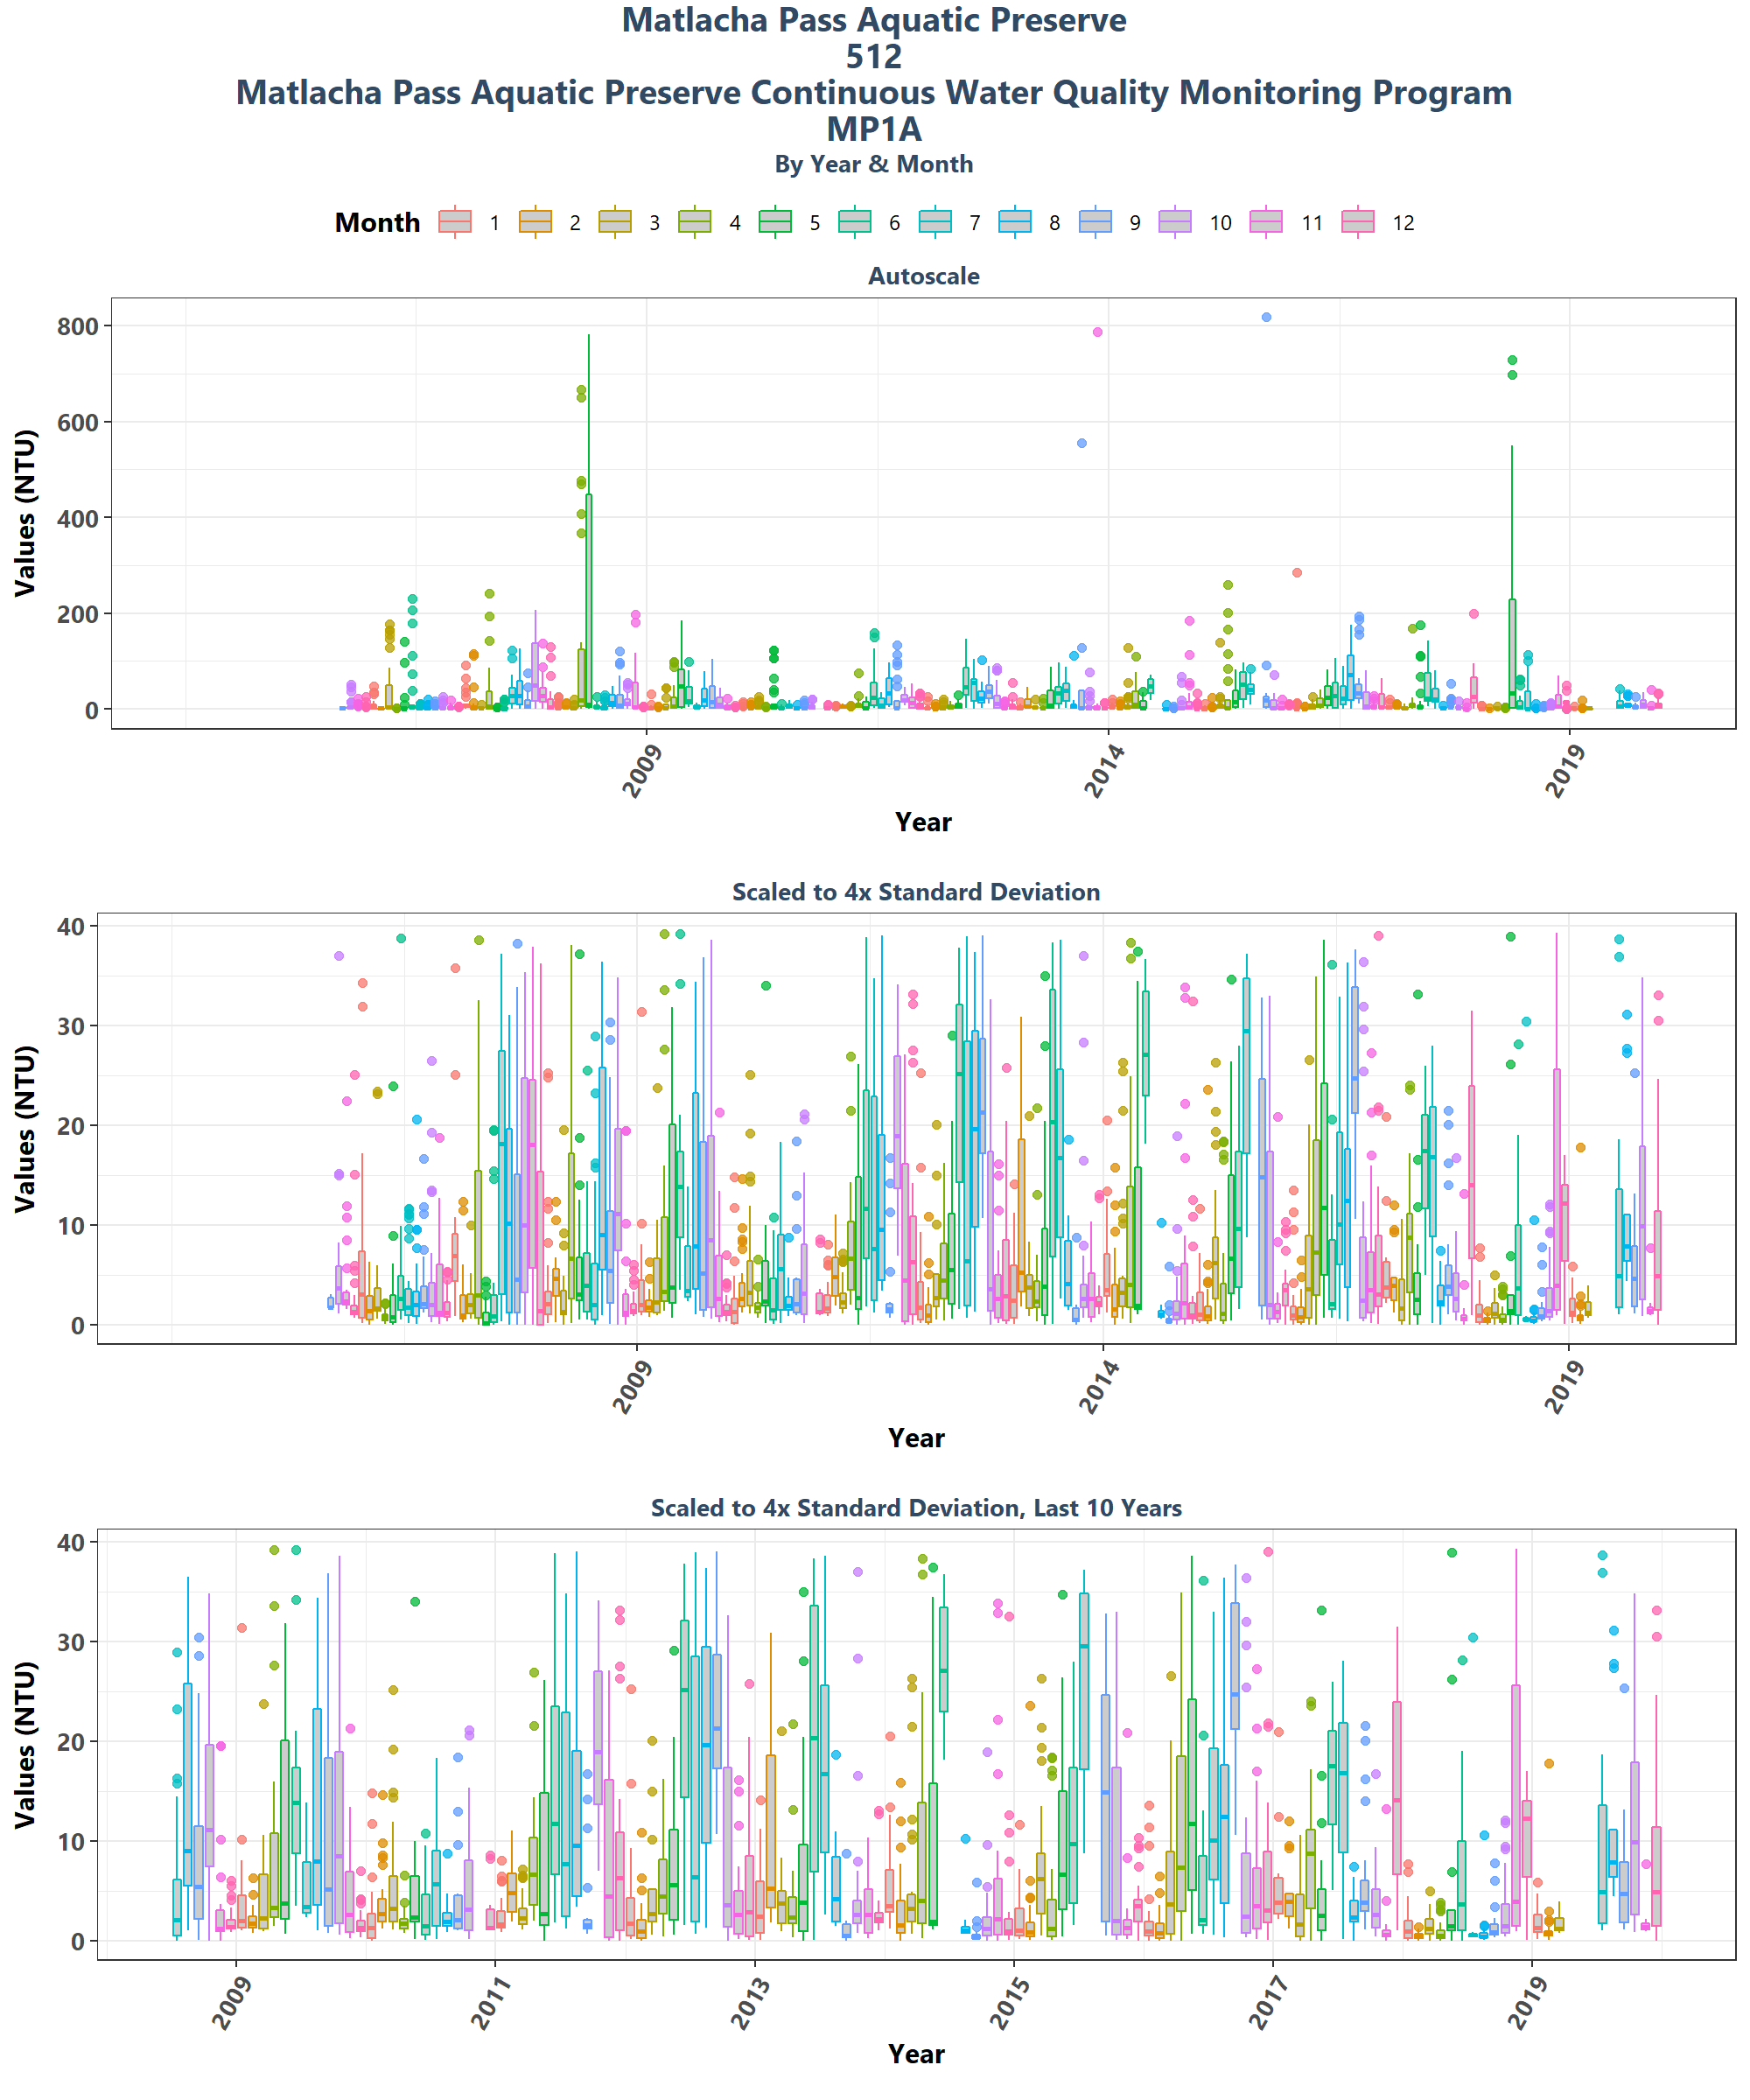 Matlacha Pass Aquatic Preserve
512
Matlacha Pass Aquatic Preserve Continuous Water Quality Monitoring Program
MP1A
By Year & Month
Month 1 2 3 4 5 6 7 8 9 10 11 12
Autoscale
800
600
400
200
0
Values (NTU)
2009 2014 2019
Year
Scaled to 4x Standard Deviation
40
30
20
10
0
Values (NTU)
2009 2014 2019
Year
Scaled to 4x Standard Deviation, Last 10 Years
40
30
20
10
0
Values (NTU)
2009 2011 2013 2015 2017 2019
Year